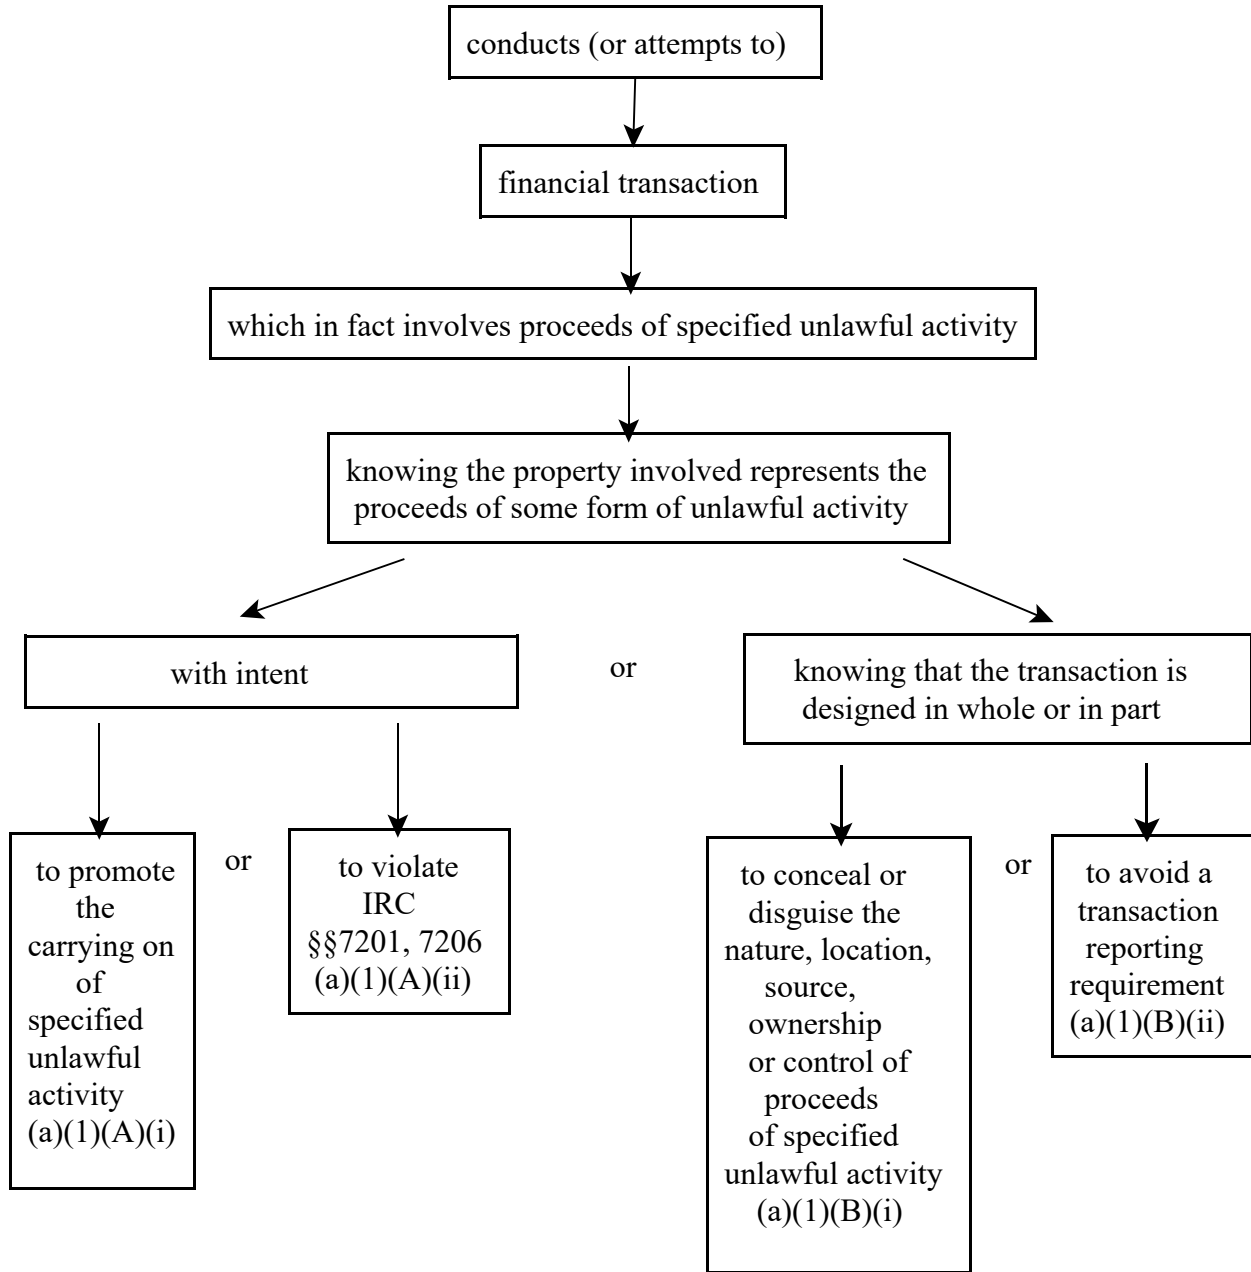 conducts (or attempts to)
financial transaction
which in fact involves proceeds of specified unlawful activity
knowing the property involved represents the
proceeds of some form of unlawful activity
with intent
or
knowing that the transaction is
designed in whole or in part
to promote
the
carrying on
of
specified
unlawful
activity
(a)(1)(A)(i)
or
to violate
IRC
§§7201, 7206
(a)(1)(A)(ii)
to conceal or
disguise the
nature, location,
source,
ownership
or control of
proceeds
of specified
unlawful activity
(a)(1)(B)(i)
or
to avoid a
transaction
reporting
requirement
(a)(1)(B)(ii)